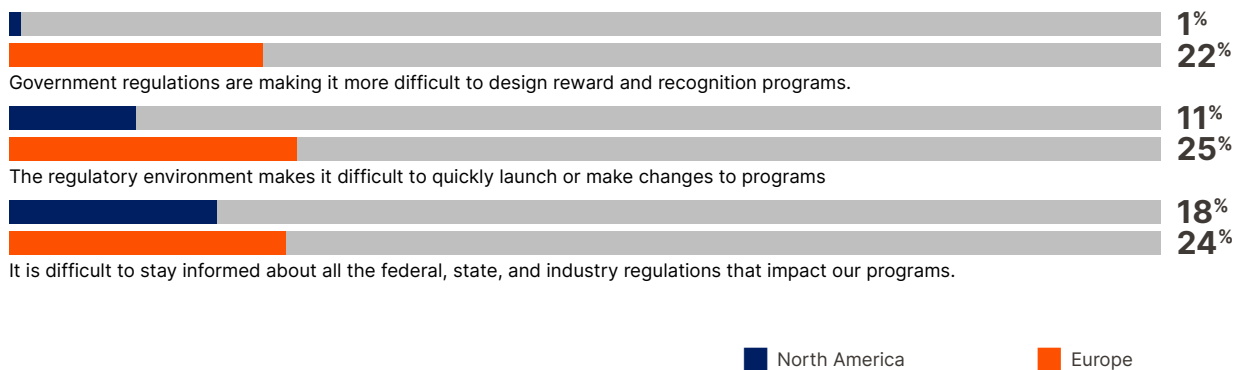 1%
22%
Government regulations are making it more difficult to design reward and recognition programs.
11%
25%
The regulatory environment makes it difficult to quickly launch or make changes to programs
18%
24%
It is difficult to stay informed about all the federal, state, and industry regulations that impact our programs.
North America Europe